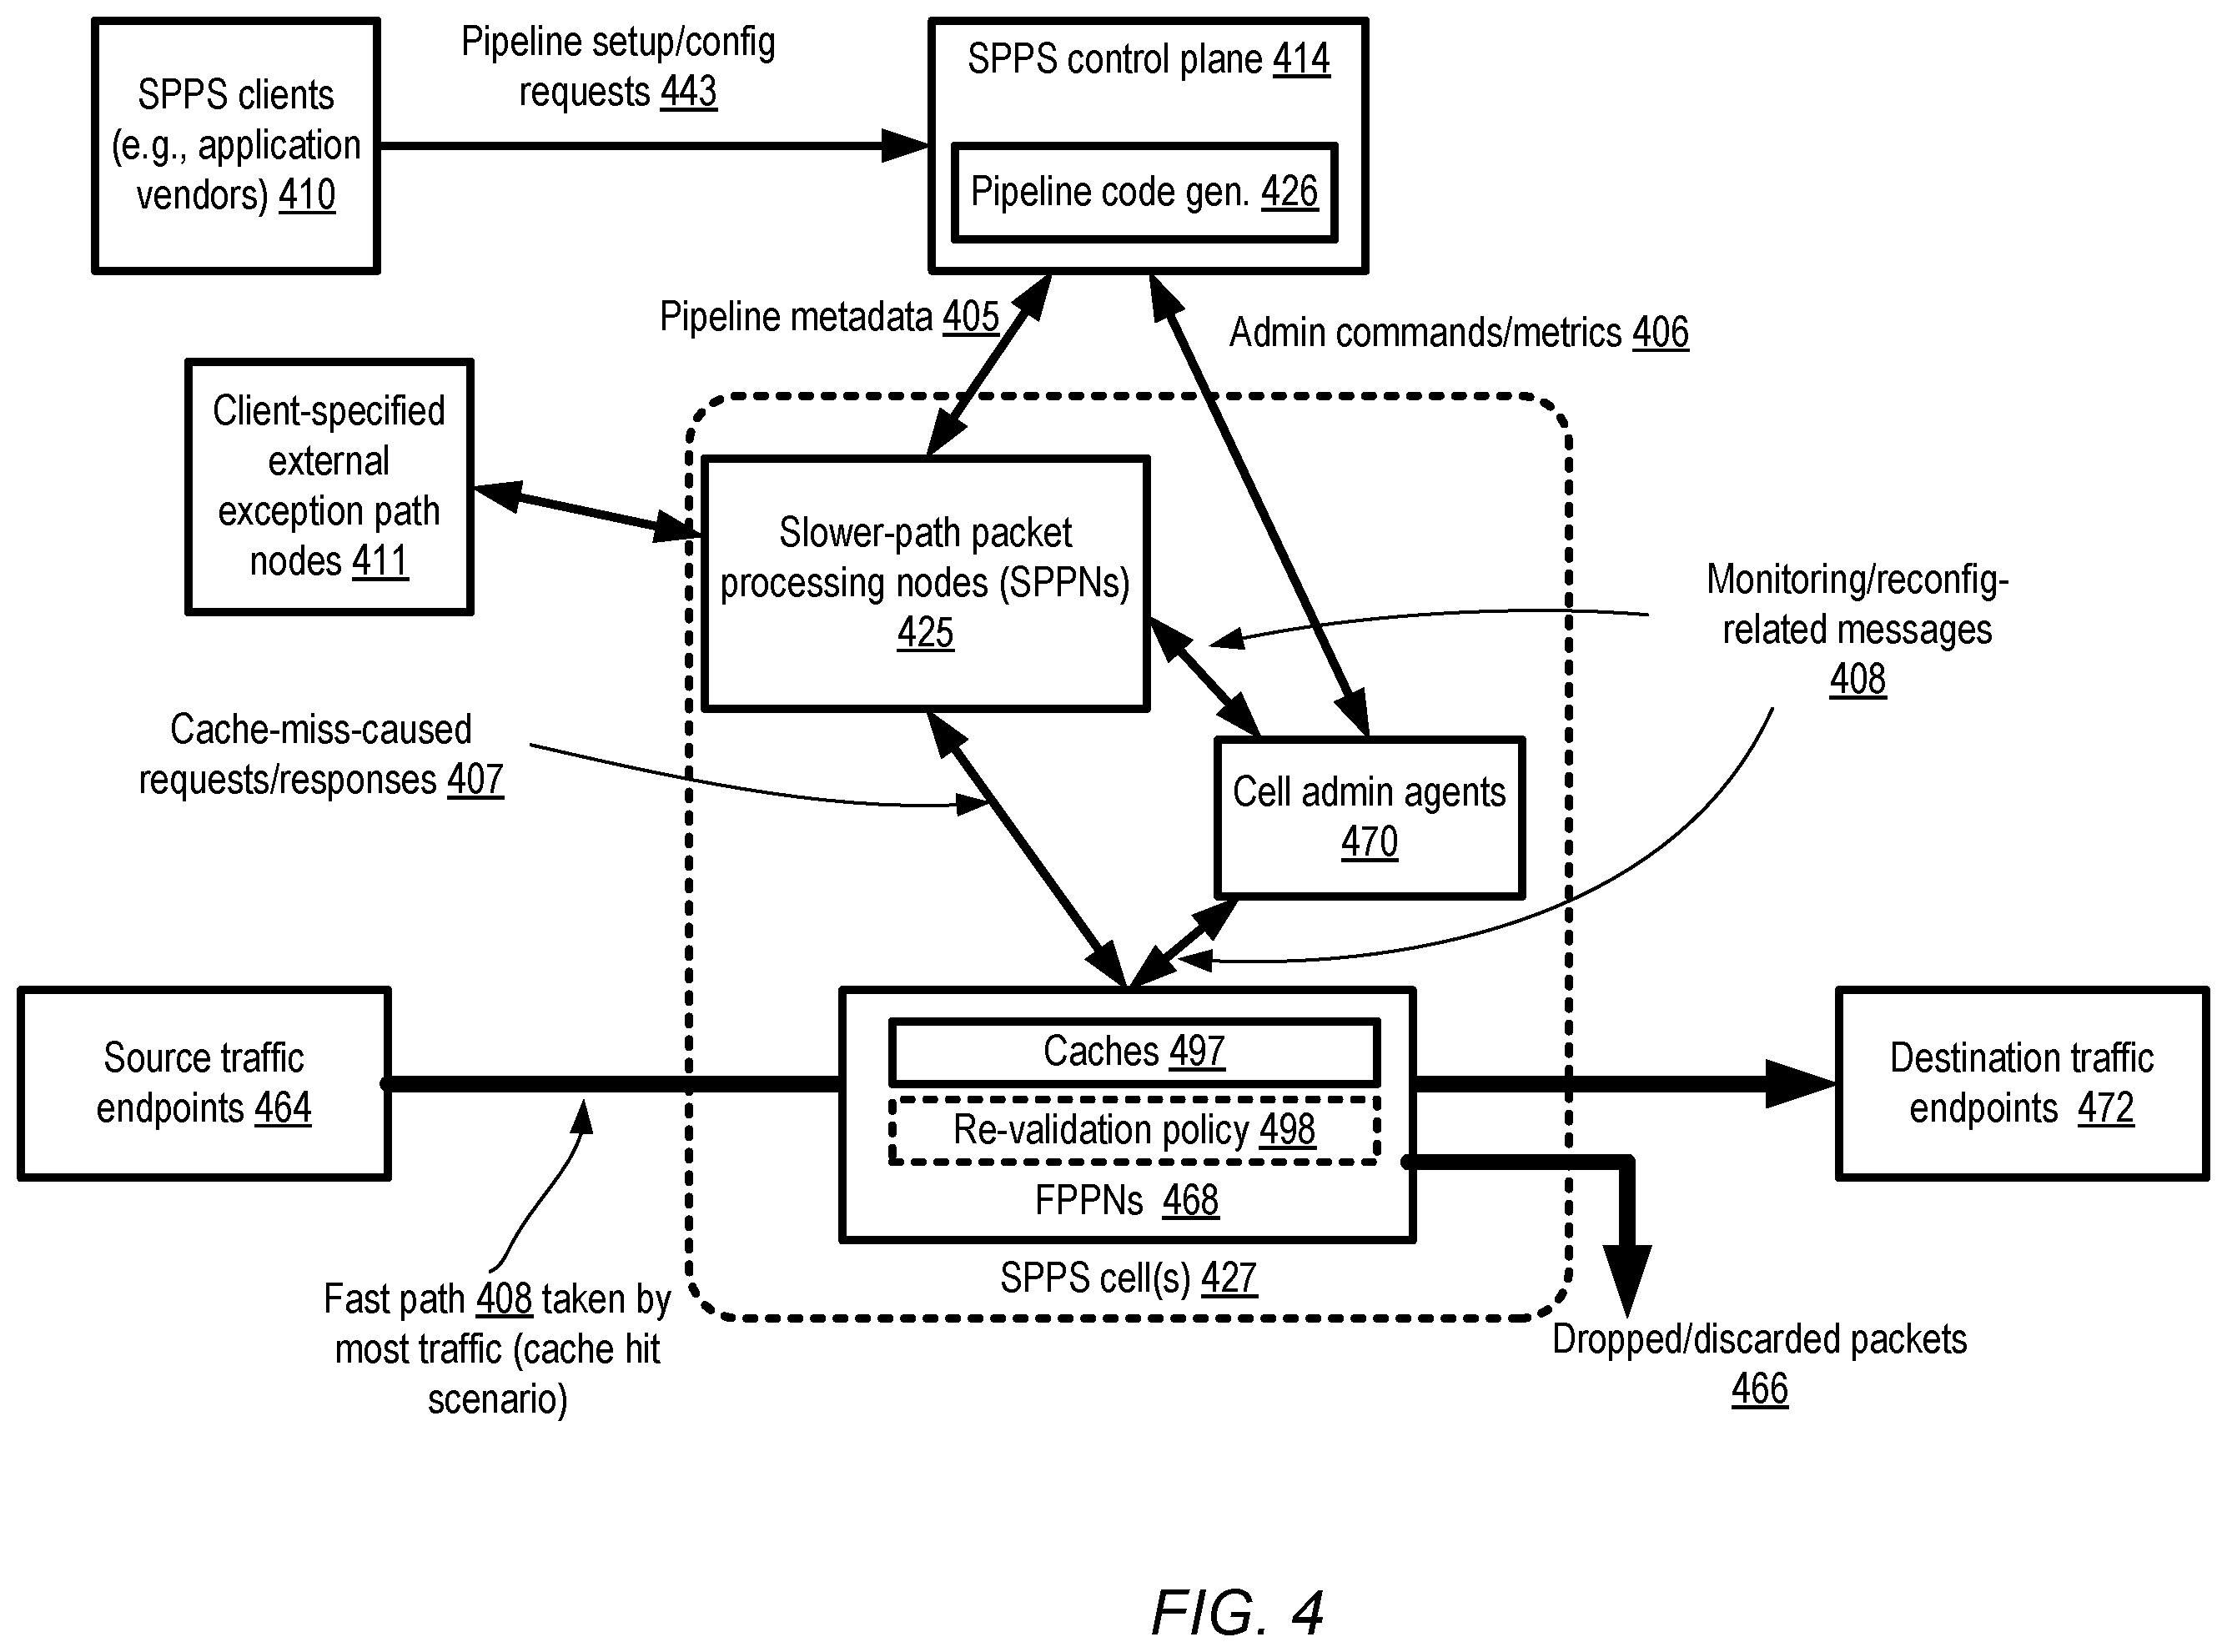 SPPS clients
(e.g., application
vendors) 410
Pipeline setup/config
requests 443
SPPS control plane 414
Pipeline code gen. 426
Pipeline metadata 405
Admin commands/metrics 406
Client-specified
external
exception path
nodes 411
Slower-path packet
processing nodes (SPPNs)
425
Monitoring/reconfig-
related messages
408
Cache-miss-caused
requests/responses 407
Cell admin agents
470
Source traffic
endpoints 464
Caches 497
Re-validation policy 498
FPPNs 468
SPPS cell(s) 427
Destination traffic
endpoints 472
Fast path 408 taken by
most traffic (cache hit
scenario)
Dropped/discarded packets
466
FIG. 4